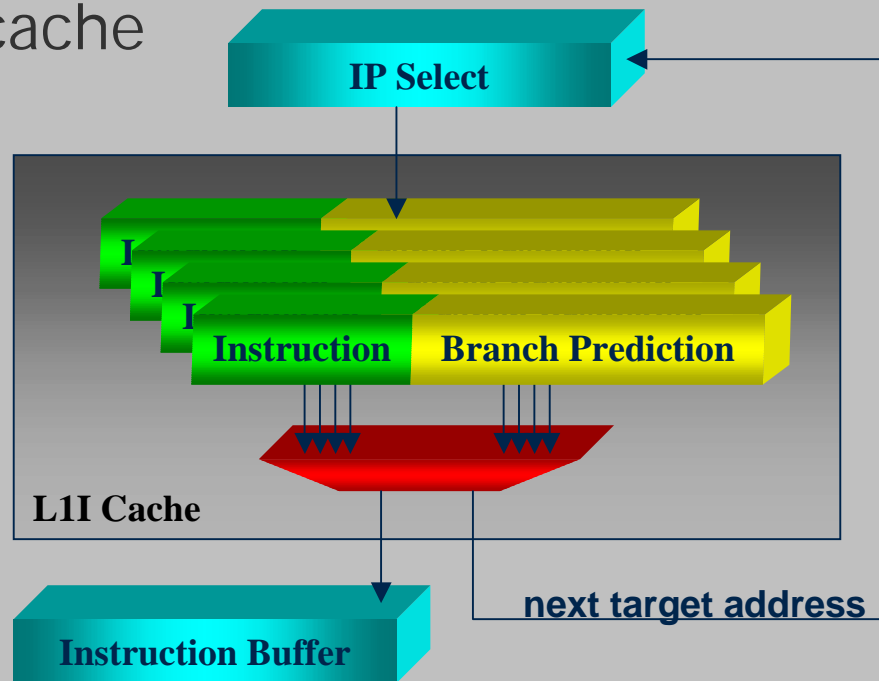 cache
IP Select
I
I
I
Instruction Branch Prediction
L1I Cache
next target address
Instruction Buffer